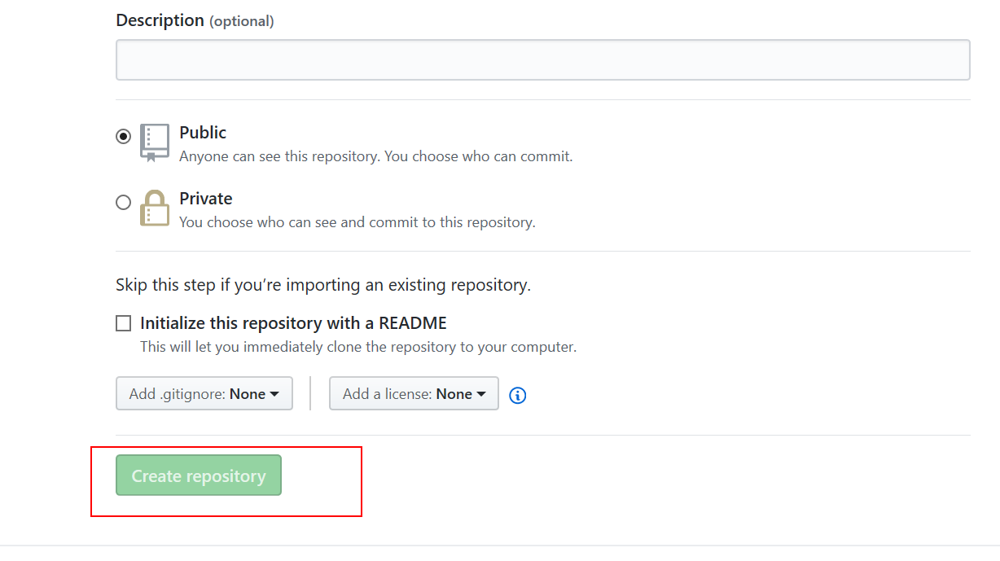 Description (optional)
Public
Anyone can see this repository. You choose who can commit.
Private
You choose who can see and commit to this repository.
Skip this step if you’re importing an existing repository.
Initialize this repository with a README
This will let you immediately clone the repository to your computer.
Add .gitignore: None Add a license: None
Create repository